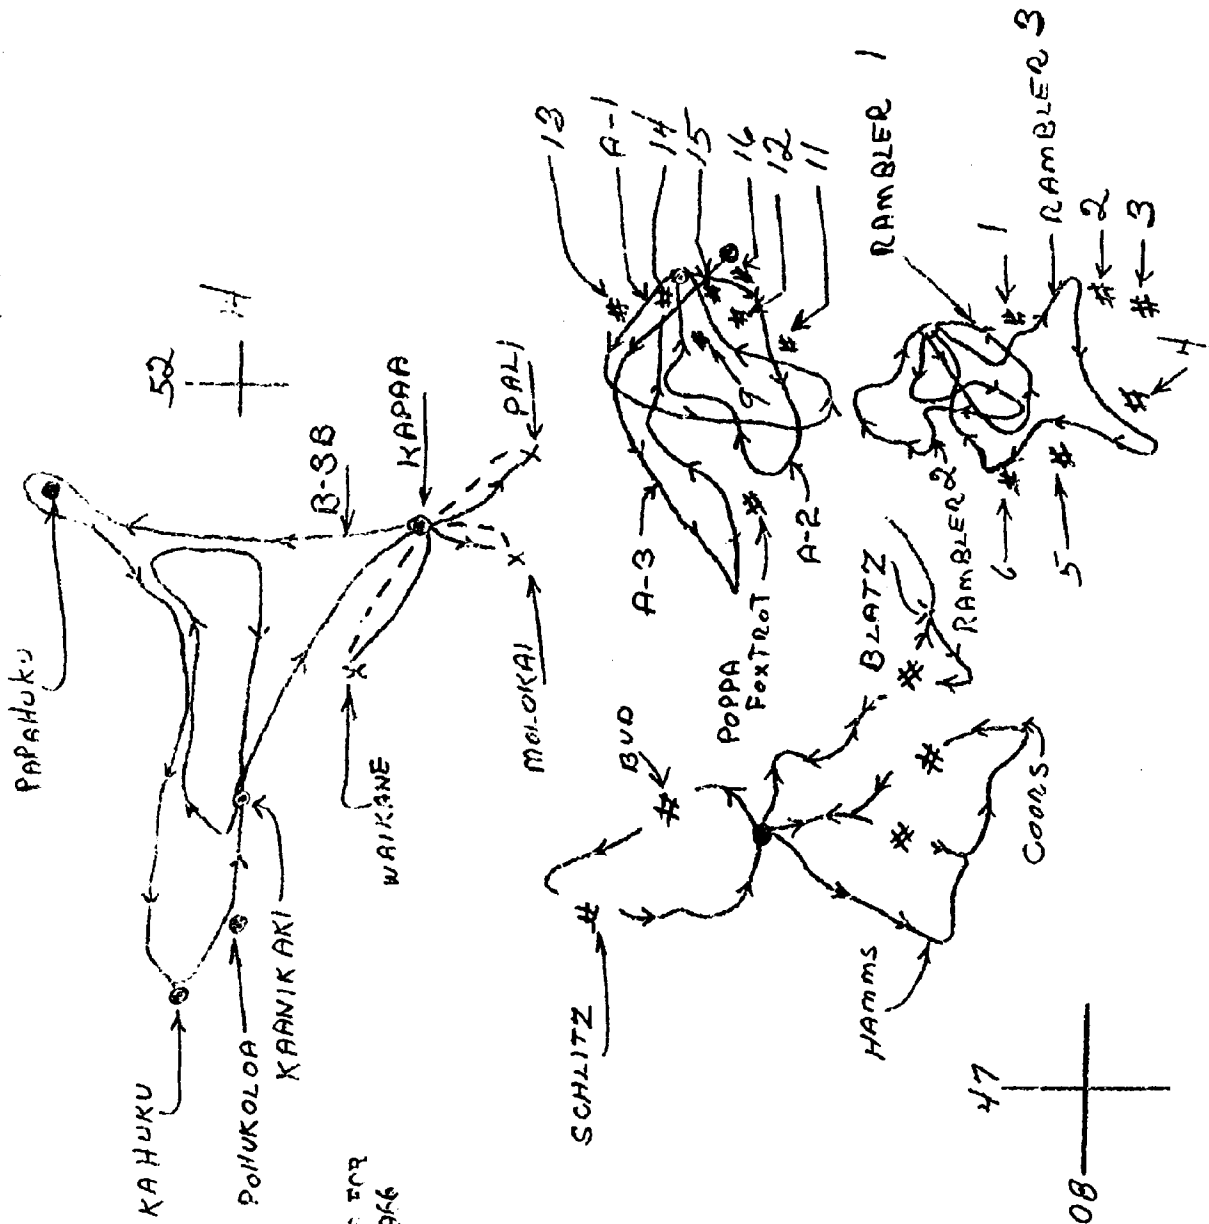 PAPAHUKU
52
14
KAHUKU
POHUKOLOA
KAANIKAKI
B-3B
KAPAA
WAIKANE
MOLOKAI
PALI
13
A-1
14
15
16
12
11
9
A-3
A-2
POPPA
FOXTROT
BUD
SCHLITZ
BLATZ
HAMMS
COORS
RAMBLER 1
RAMBLER 2
RAMBLER 3
1
2
3
4
5
6
47
08
FOR